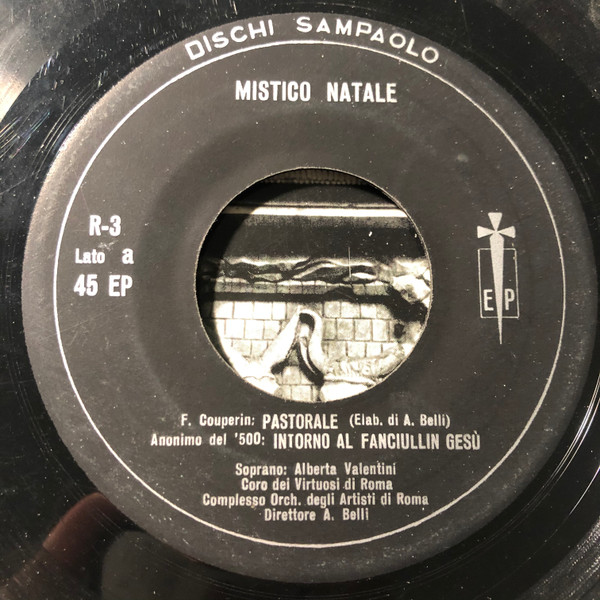 DISCHI SAMPAOLO
MISTICO NATALE
R-3
Lato a
45 EP
E P
F. Couperin: PASTORALE (Elab. di A. Belli)
Anonimo del '500: INTORNO AL FANCIULLIN GESÙ
Soprano: Alberta Valentini
Coro dei Virtuosi di Roma
Complesso Orch. degli Artisti di Roma
Direttore A. Belli